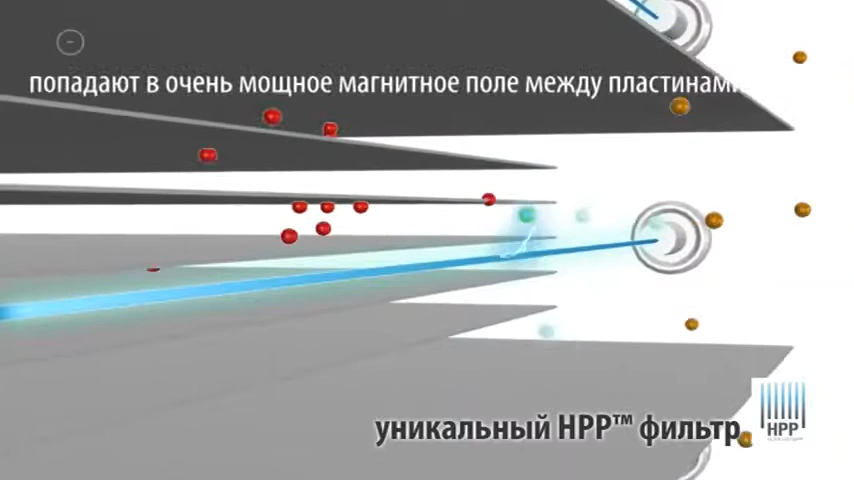 попадают в очень мощное магнитное поле между пластинами
уникальный HPP™ фильтр
HPP